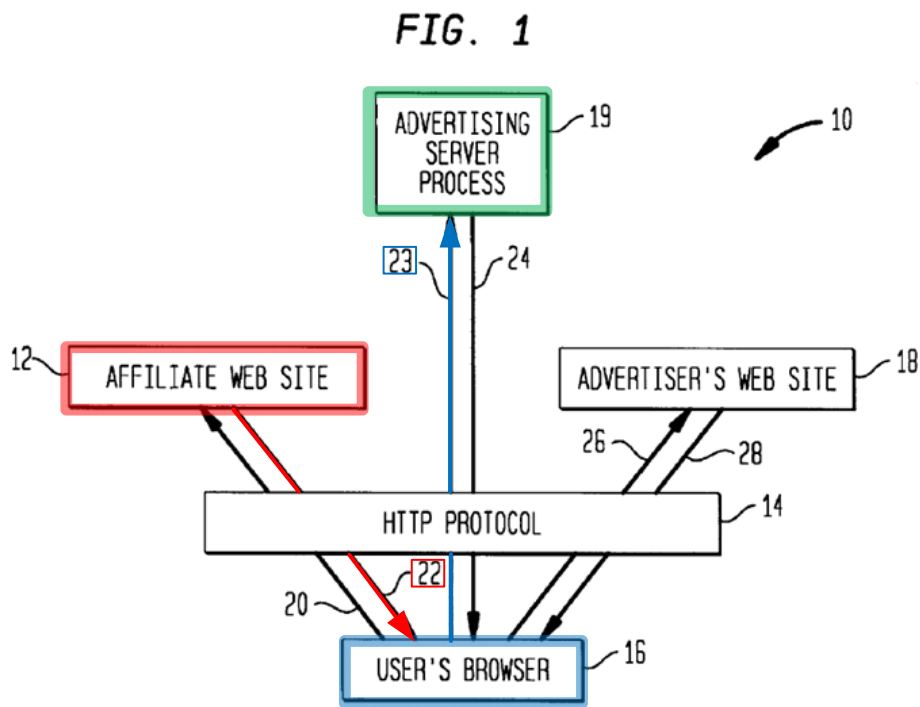 FIG. 1
ADVERTISING
SERVER
PROCESS
19
10
23
24
12
AFFILIATE WEB SITE
ADVERTISER'S WEB SITE
18
26
28
HTTP PROTOCOL
14
20
22
USER'S BROWSER
16